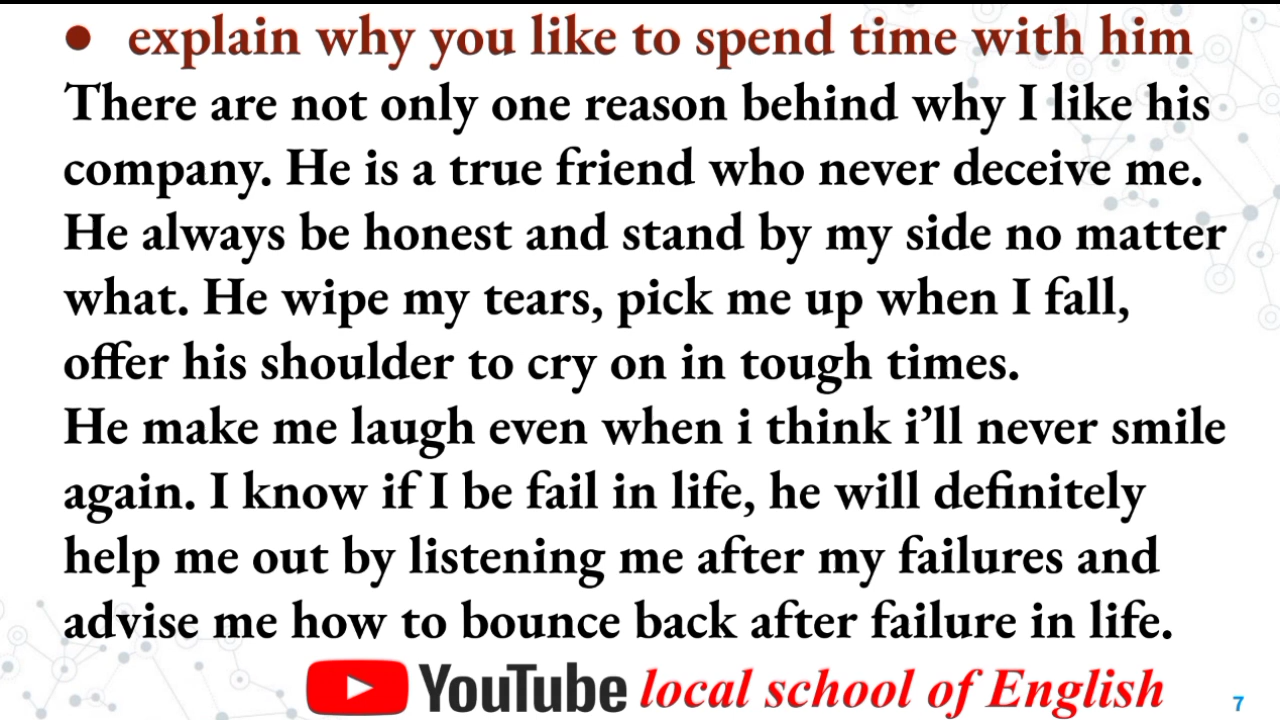 ● explain why you like to spend time with him
There are not only one reason behind why I like his
company. He is a true friend who never deceive me.
He always be honest and stand by my side no matter
what. He wipe my tears, pick me up when I fall,
offer his shoulder to cry on in tough times.
He make me laugh even when i think i’ll never smile
again. I know if I be fail in life, he will definitely
help me out by listening me after my failures and
advise me how to bounce back after failure in life.
YouTube local school of English
7